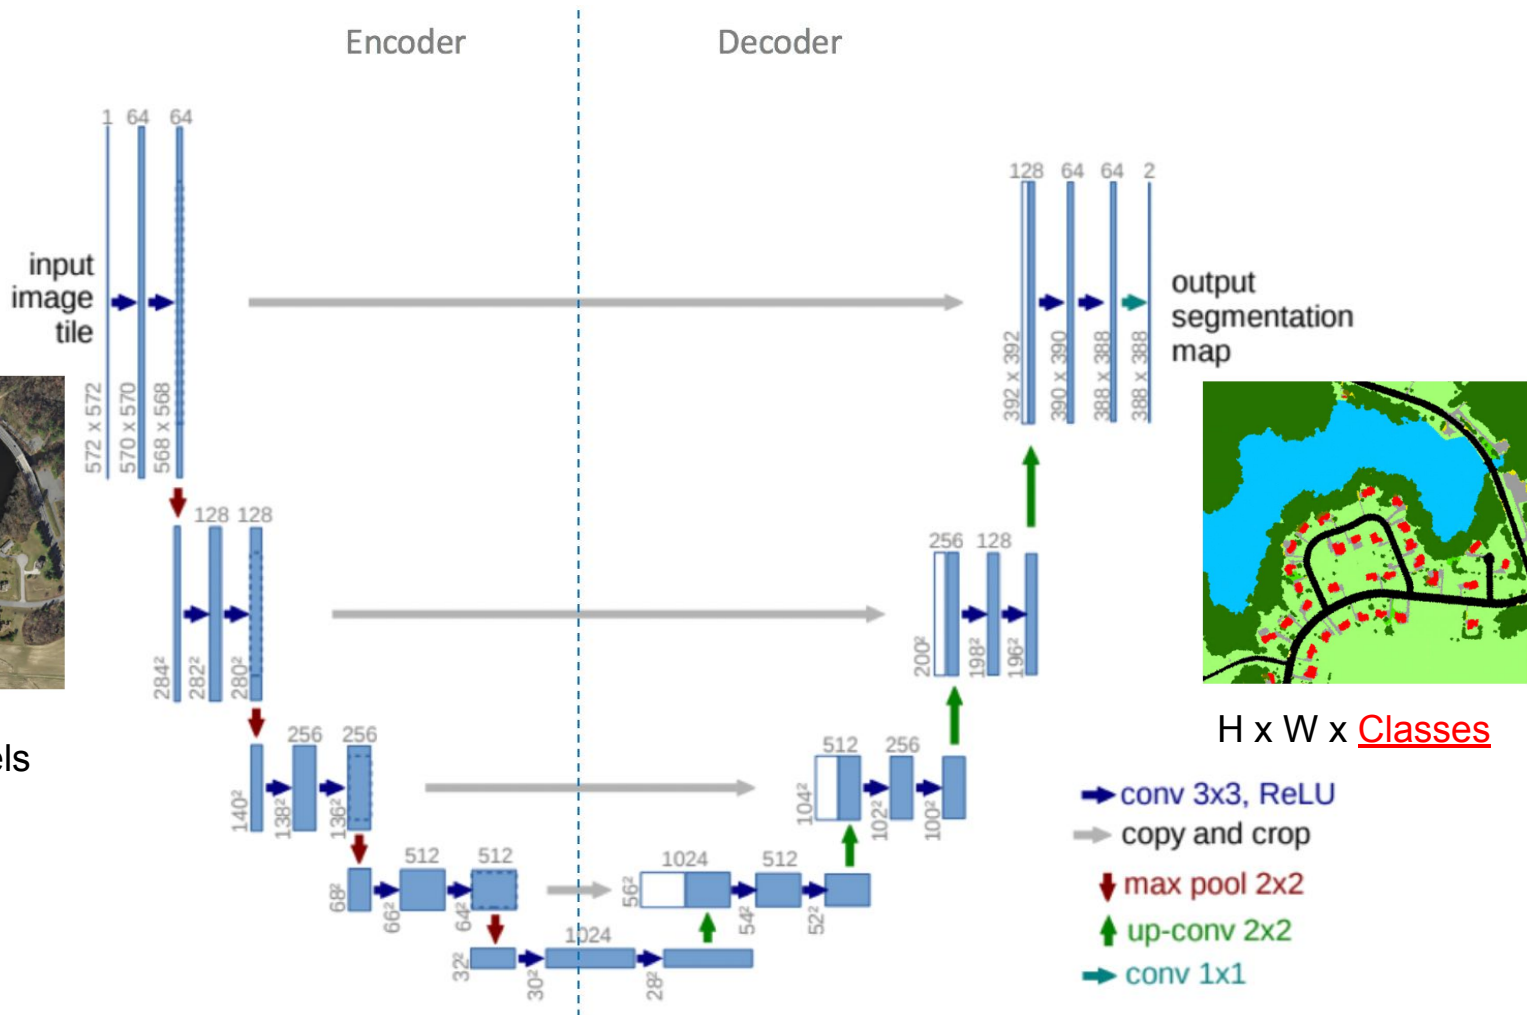 Encoder
Decoder
1 64 64
input
image
tile
572 x 572
570 x 570
568 x 568
128 64 64 2
output
segmentation
map
392 x 392
390 x 390
388 x 388
388 x 388
128 128
284²
282²
280²
256 128
200²
198²
196²
H x W x Classes
256 256
140²
138²
136²
512 256
104²
102²
100²
512 512
68²
66²
64²
1024 512
56²
54²
52²
1024
32²
30²
28²
conv 3x3, ReLU
copy and crop
max pool 2x2
up-conv 2x2
conv 1x1